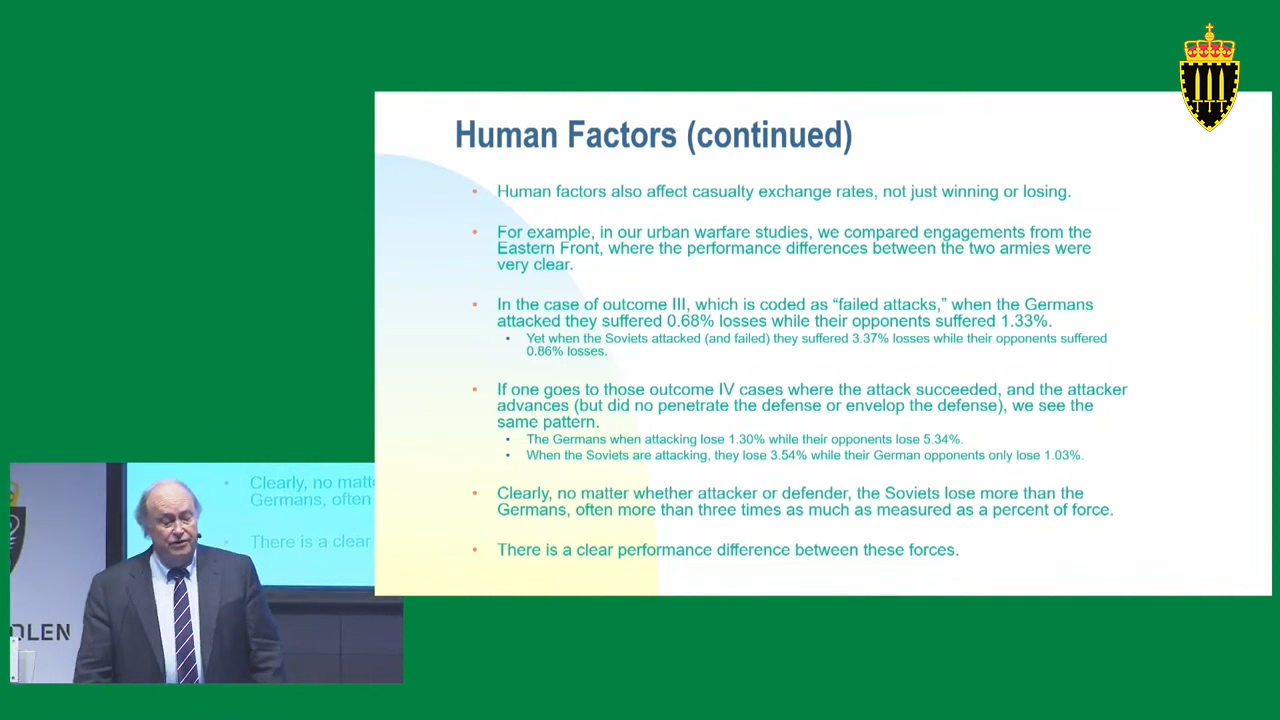 Human Factors (continued)
• Human factors also affect casualty exchange rates, not just winning or losing.
• For example, in our urban warfare studies, we compared engagements from the
Eastern Front, where the performance differences between the two armies were
very clear.
• In the case of outcome III, which is coded as “failed attacks,” when the Germans
attacked they suffered 0.68% losses while their opponents suffered 1.33%.
• Yet when the Soviets attacked (and failed) they suffered 3.37% losses while their opponents suffered
0.86% losses.
• If one goes to those outcome IV cases where the attack succeeded, and the attacker
advances (but did no penetrate the defense or envelop the defense), we see the
same pattern.
• The Germans when attacking lose 1.30% while their opponents lose 5.34%.
• When the Soviets are attacking, they lose 3.54% while their German opponents only lose 1.03%.
• Clearly, no matter whether attacker or defender, the Soviets lose more than the
Germans, often more than three times as much as measured as a percent of force.
• There is a clear performance difference between these forces.
• Clearly, no matte
Germans, often
• There is a clear
OLEN